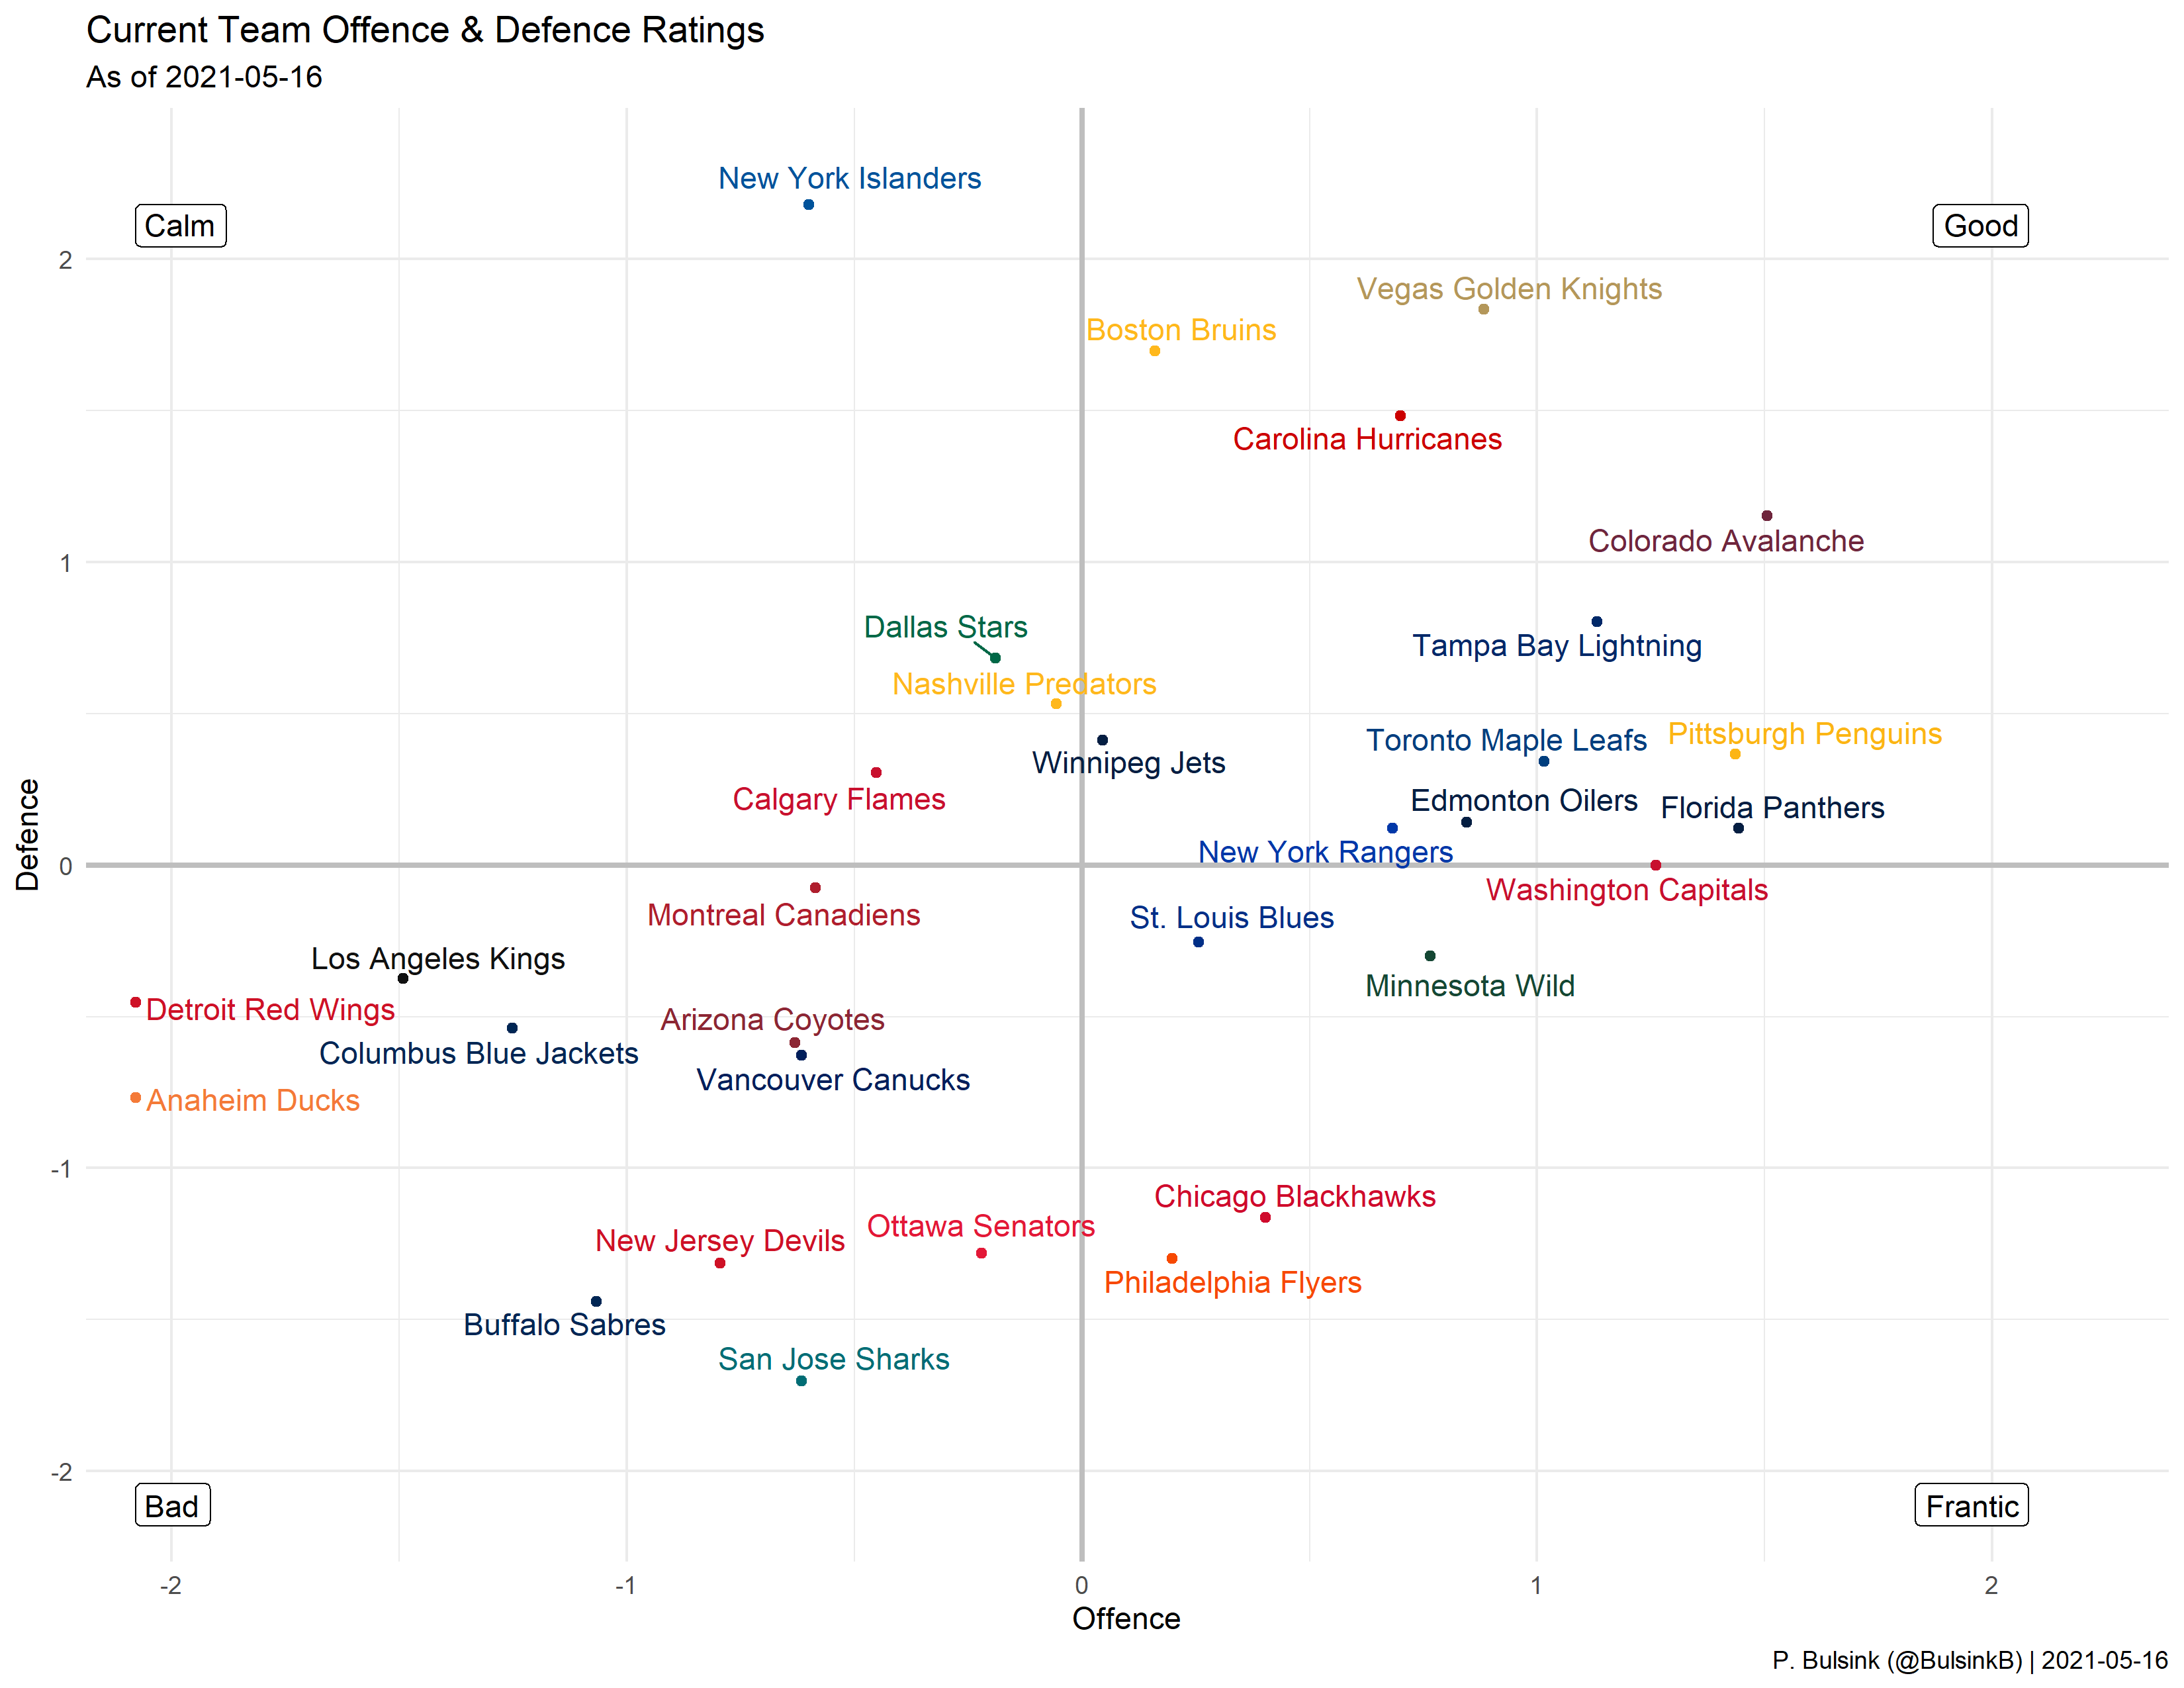 Current Team Offence & Defence Ratings
As of 2021-05-16
New York Islanders
Calm
Good
2
Vegas Golden Knights
Boston Bruins
Carolina Hurricanes
Colorado Avalanche
1
Dallas Stars
Tampa Bay Lightning
Nashville Predators
Toronto Maple Leafs
Pittsburgh Penguins
Winnipeg Jets
Calgary Flames
Edmonton Oilers
Florida Panthers
Defence
New York Rangers
0
Washington Capitals
Montreal Canadiens
St. Louis Blues
Los Angeles Kings
Minnesota Wild
Detroit Red Wings
Arizona Coyotes
Columbus Blue Jackets
Vancouver Canucks
Anaheim Ducks
-1
Chicago Blackhawks
Ottawa Senators
New Jersey Devils
Philadelphia Flyers
Buffalo Sabres
San Jose Sharks
-2
Bad
Frantic
-2
-1
0
1
2
Offence
P. Bulsink (@BulsinkB) | 2021-05-16